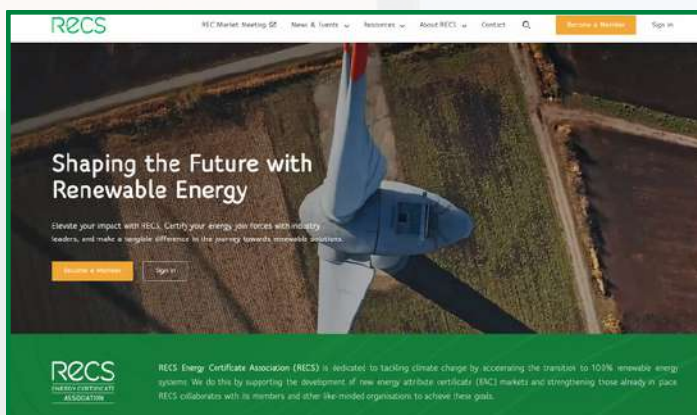 RECS
REC Market Meeting News & Events Resources About RECS Contact Become a Member Sign in
Shaping the Future with
Renewable Energy
Elevate your impact with RECS. Certify your energy join forces with industry
leaders, and make a tangible difference in the journey towards renewable solutions.
Become a Member Sign in
RECS
ENERGY CERTIFICATE
ASSOCIATION
RECS Energy Certificate Association (RECS) is dedicated to tackling climate change by accelerating the transition to 100% renewable energy
systems. We do this by supporting the development of new energy attribute certificate (EAC) markets and strengthening those already in place.
RECS collaborates with its members and other like-minded organisations to achieve these goals.